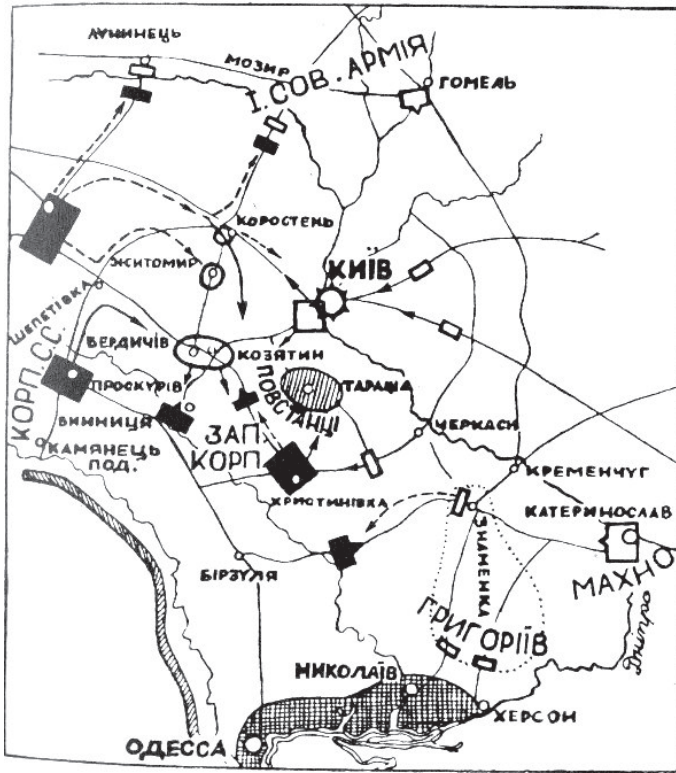 ЛУНИНЕЦЬ
МОЗИР
І. СОВ. АРМІЯ
ГОМЕЛЬ
КОРОСТЕНЬ
ЖИТОМИР
КИЇВ
ШЕПЕТІВКА
БЕРДИЧІВ
КОЗЯТИН
КОРП. СС.
ПРОСКУРІВ
ПОВСТАНЦІ
ТАРАЩА
ВИННИЦЯ
ЗАП.
КОРП.
ЧЕРКАСИ
КАМЯНЕЦЬ
ПОД.
КРЕМЕНЧУГ
ХРИСТИНІВКА
КАТЕРИНОСЛАВ
ЗНАМЕНКА
БІРЗУЛЯ
МАХНО
ГРИГОРІЇВ
Дніпро
МИКОЛАЇВ
ХЕРСОН
ОДЕССА